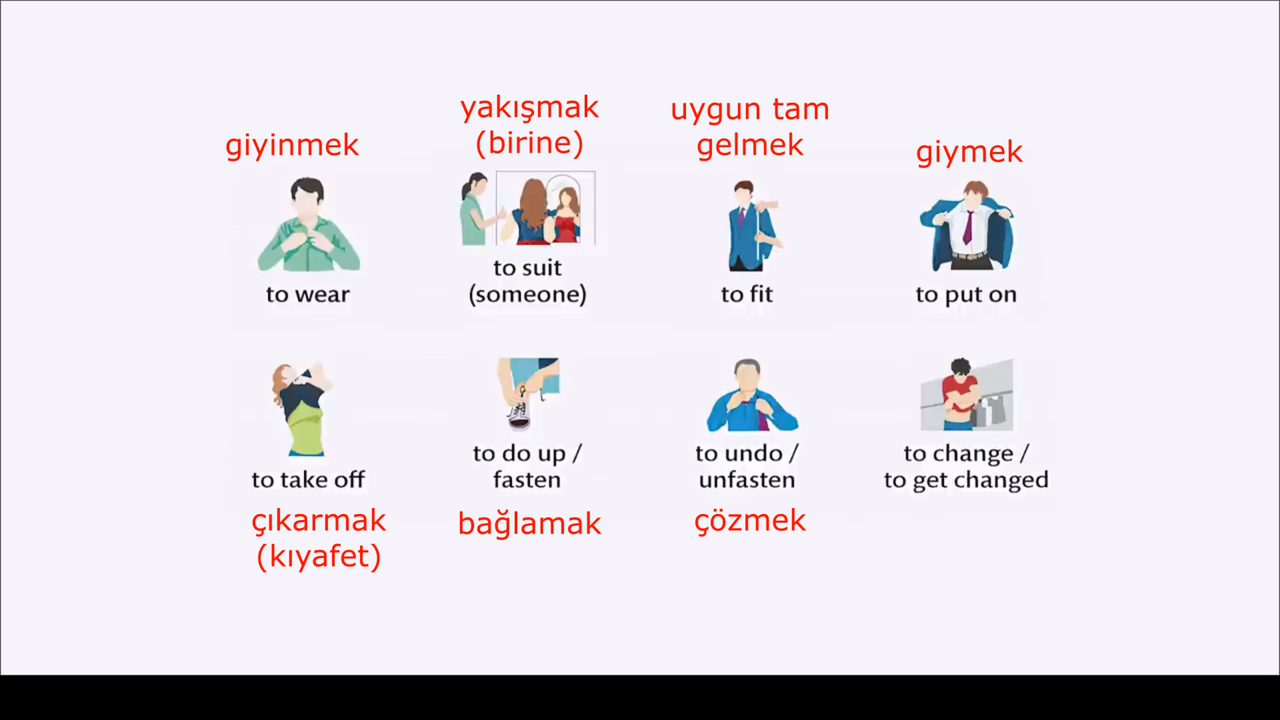 giyinmek
yakışmak
(birine)
uygun tam
gelmek
giymek
to wear
to suit
(someone)
to fit
to put on
to take off
to do up /
fasten
to undo /
unfasten
to change /
to get changed
çıkarmak
(kıyafet)
bağlamak
çözmek